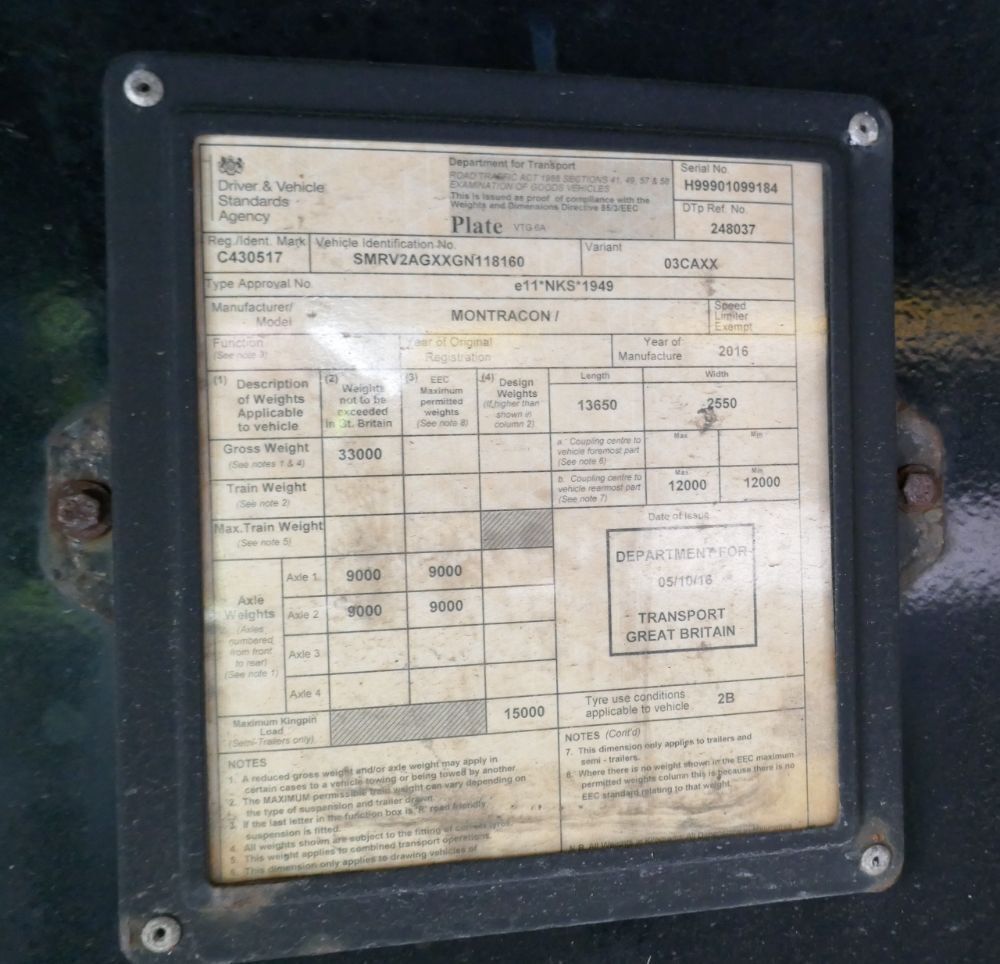 Driver & Vehicle
Standards
Agency
Department for Transport
ROAD TRAFFIC ACT 1988 SECTIONS 41, 49, 57 & 58
EXAMINATION OF GOODS VEHICLES
This is issued as proof of compliance with the
Weights and Dimensions Directive 85/3/EEC
Plate VTG 6A
Serial No.
H99901099184
DTp Ref. No.
248037
Reg./Ident. Mark
C430517
Vehicle Identification No.
SMRV2AGXXGN118160
Variant
03CAXX
Type Approval No.
e11*NKS*1949
Manufacturer/
Model
MONTRACON /
Speed
Limiter
Exempt
Function
(See note 3)
Year of Original
Registration
Year of
Manufacture
2016
(1) Description
of Weights
Applicable
to vehicle
(2) Weights
not to be
exceeded
in Gt. Britain
(3) EEC
Maximum
permitted
weights
(See note 8)
(4) Design
Weights
(If higher than
shown in
column 2)
Length
13650
Width
2550
Gross Weight
(See notes 1 & 4)
33000
a. Coupling centre to
vehicle foremost part
(See note 6)
Max
Min
Train Weight
(See note 2)
b. Coupling centre to
vehicle rearmost part
(See note 7)
Max
12000
Min
12000
Max.Train Weight
(See note 5)
Date of Issue
DEPARTMENT FOR
05/10/16
TRANSPORT
GREAT BRITAIN
Axle
Weights
(Axles
numbered
from front
to rear)
(See note 1)
Axle 1 9000 9000
Axle 2 9000 9000
Axle 3
Axle 4
Maximum Kingpin
Load
(Semi-Trailers only)
15000
Tyre use conditions
applicable to vehicle
2B
NOTES
1. A reduced gross weight and/or axle weight may apply in
certain cases to a vehicle towing or being towed by another.
2. The MAXIMUM permissible train weight can vary depending on
the type of suspension and trailer drawn.
3. If the last letter in the function box is 'R' road friendly
suspension is fitted.
4. All weights shown are subject to the fitting of correct tyres.
5. This weight applies to combined transport operations.
6. This dimension only applies to drawing vehicles of
NOTES (Cont'd)
7. This dimension only applies to trailers and
semi - trailers.
8. Where there is no weight shown in the EEC maximum
permitted weights column this is because there is no
EEC standard relating to that weight.